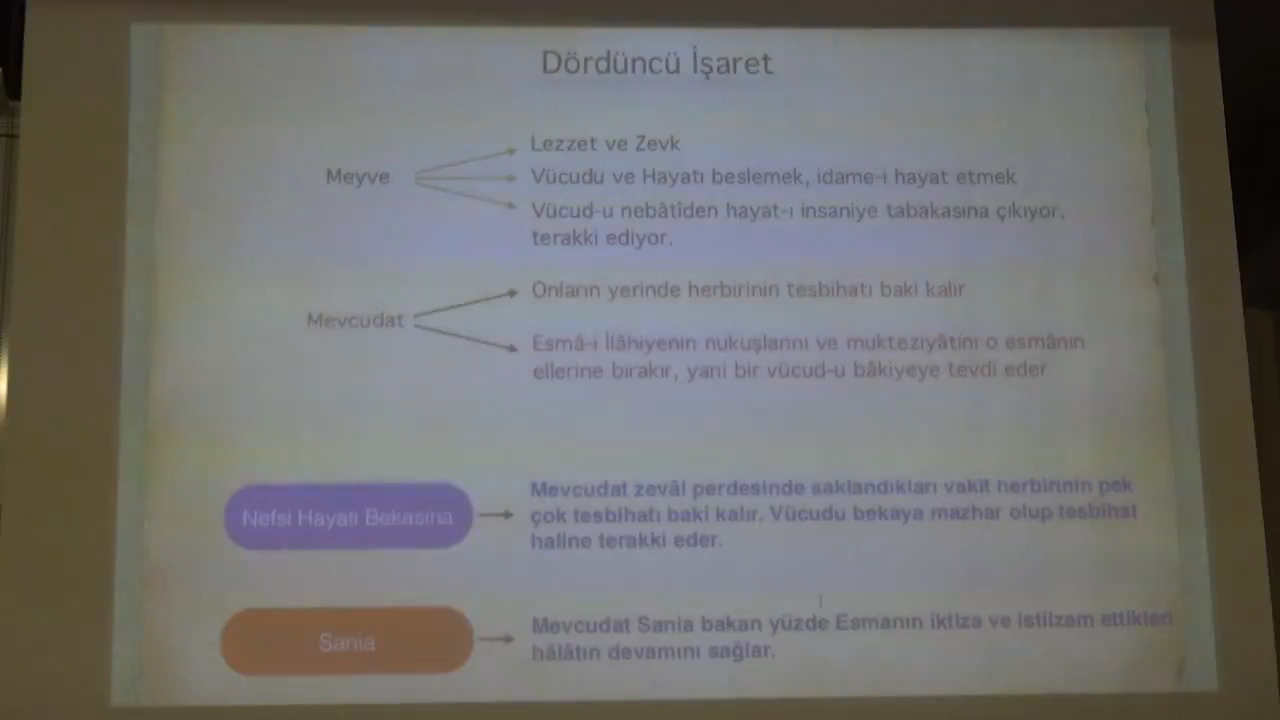 Dördüncü İşaret
Meyve
Lezzet ve Zevk
Vücudu ve Hayatı beslemek, idame-i hayat etmek
Vücud-u nebâtîden hayat-ı insaniye tabakasına çıkıyor,
terakki ediyor.
Mevcudat
Onların yerinde herbirinin tesbihatı baki kalır
Esmâ-i İlâhiyenin nukuşlarını ve mukteziyâtını o esmânın
ellerine bırakır, yani bir vücud-u bâkiyeye tevdi eder
Nefsi Hayatı Bekasına
Mevcudat zevâl perdesinde saklandıkları vakit herbirinin pek
çok tesbihatı baki kalır. Vücudu bekaya mazhar olup tesbihat
haline terakki eder.
Sania
Mevcudat Sania bakan yüzde Esmanın iktiza ve istilzam ettikleri
hâlâtın devamını sağlar.